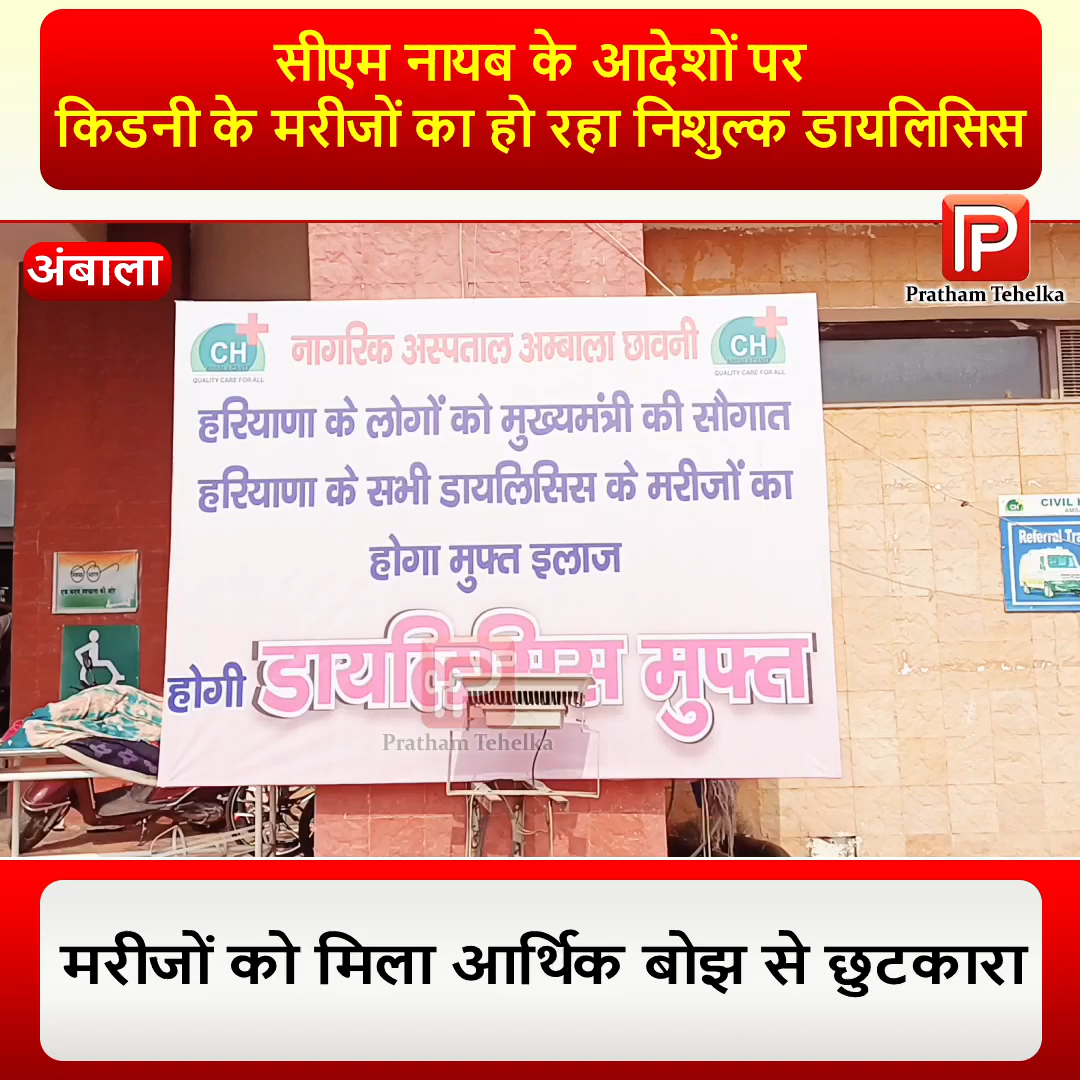 सीएम नायब के आदेशों पर
किडनी के मरीजों का हो रहा निशुल्क डायलिसिस
अंबाला
Pratham Tehelka
CH
QUALITY CARE FOR ALL
नागरिक अस्पताल अम्बाला छावनी
CH
QUALITY CARE FOR ALL
हरियाणा के लोगों को मुख्यमंत्री की सौगात
हरियाणा के सभी डायलिसिस के मरीजों का
होगा मुफ्त इलाज
होगी डायलिसिस मुफ्त
Pratham Tehelka
CH
CIVIL
Referral
मरीजों को मिला आर्थिक बोझ से छुटकारा